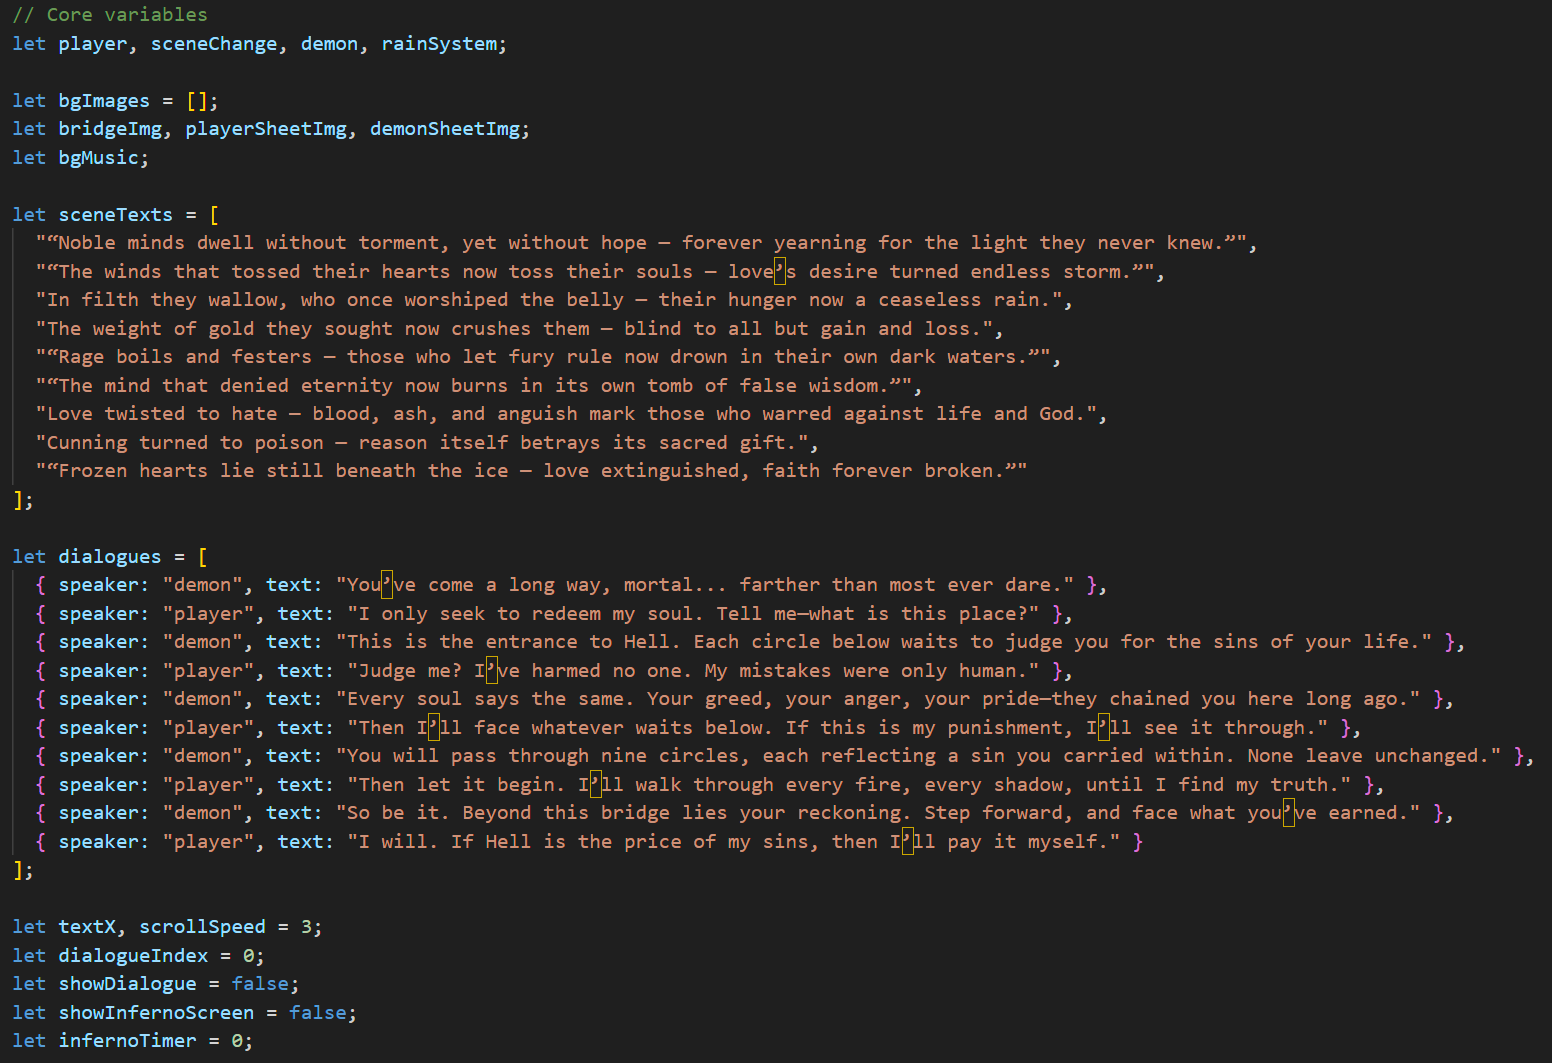 // Core variables
let player, sceneChange, demon, rainSystem;
let bgImages = [];
let bridgeImg, playerSheetImg, demonSheetImg;
let bgMusic;
let sceneTexts = [
"“Noble minds dwell without torment, yet without hope — forever yearning for the light they never knew.”",
"“The winds that tossed their hearts now toss their souls — love’s desire turned endless storm.”",
"In filth they wallow, who once worshiped the belly — their hunger now a ceaseless rain.",
"The weight of gold they sought now crushes them — blind to all but gain and loss.",
"“Rage boils and festers — those who let fury rule now drown in their own dark waters.”",
"“The mind that denied eternity now burns in its own tomb of false wisdom.”",
"Love twisted to hate — blood, ash, and anguish mark those who warred against life and God.",
"Cunning turned to poison — reason itself betrays its sacred gift.",
"“Frozen hearts lie still beneath the ice — love extinguished, faith forever broken.”"
];
let dialogues = [
{ speaker: "demon", text: "You’ve come a long way, mortal... farther than most ever dare." },
{ speaker: "player", text: "I only seek to redeem my soul. Tell me—what is this place?" },
{ speaker: "demon", text: "This is the entrance to Hell. Each circle below waits to judge you for the sins of your life." },
{ speaker: "player", text: "Judge me? I’ve harmed no one. My mistakes were only human." },
{ speaker: "demon", text: "Every soul says the same. Your greed, your anger, your pride—they chained you here long ago." },
{ speaker: "player", text: "Then I’ll face whatever waits below. If this is my punishment, I’ll see it through." },
{ speaker: "demon", text: "You will pass through nine circles, each reflecting a sin you carried within. None leave unchanged." },
{ speaker: "player", text: "Then let it begin. I’ll walk through every fire, every shadow, until I find my truth." },
{ speaker: "demon", text: "So be it. Beyond this bridge lies your reckoning. Step forward, and face what you’ve earned." },
{ speaker: "player", text: "I will. If Hell is the price of my sins, then I’ll pay it myself." }
];
let textX, scrollSpeed = 3;
let dialogueIndex = 0;
let showDialogue = false;
let showInfernoScreen = false;
let infernoTimer = 0;